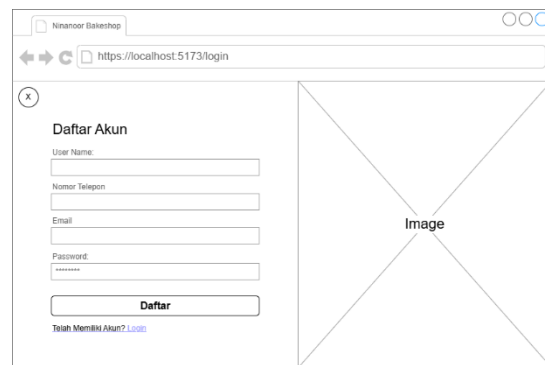 Ninanoor Bakeshop
https://localhost:5173/login
X
Daftar Akun
User Name:
Nomor Telepon
Email
Password:
********
Daftar
Telah Memiliki Akun? Login
Image